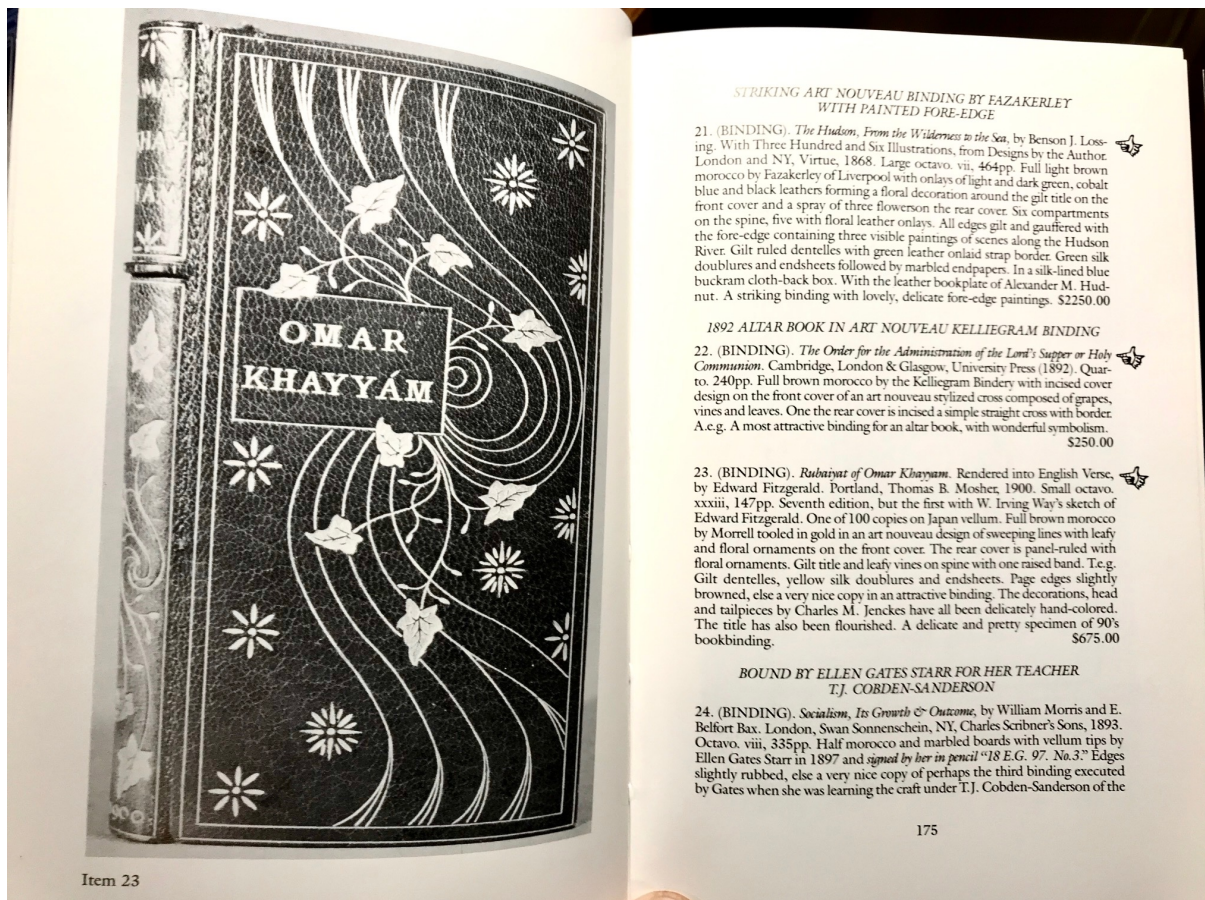 OMAR
KHAYYÁM
Item 23
STRIKING ART NOUVEAU BINDING BY FAZAKERLEY
WITH PAINTED FORE-EDGE
21. (BINDING). The Hudson, From the Wilderness to the Sea, by Benson J. Loss-
ing. With Three Hundred and Six Illustrations, from Designs by the Author.
London and NY, Virtue, 1868. Large octavo. vii, 464pp. Full light brown
morocco by Fazakerley of Liverpool with onlays of light and dark green, cobalt
blue and black leathers forming a floral decoration around the gilt title on the
front cover and a spray of three flowerson the rear cover. Six compartments
on the spine, five with floral leather onlays. All edges gilt and gauffered with
the fore-edge containing three visible paintings of scenes along the Hudson
River. Gilt ruled dentelles with green leather onlaid strap border. Green silk
doublures and endsheets followed by marbled endpapers. In a silk-lined blue
buckram cloth-back box. With the leather bookplate of Alexander M. Hud-
nut. A striking binding with lovely, delicate fore-edge paintings. $2250.00
1892 ALTAR BOOK IN ART NOUVEAU KELLIEGRAM BINDING
22. (BINDING). The Order for the Administration of the Lord's Supper or Holy
Communion. Cambridge, London & Glasgow, University Press (1892). Quar-
to. 240pp. Full brown morocco by the Kelliegram Bindery with incised cover
design on the front cover of an art nouveau stylized cross composed of grapes,
vines and leaves. One the rear cover is incised a simple straight cross with border.
A.e.g. A most attractive binding for an altar book, with wonderful symbolism.
$250.00
23. (BINDING). Rubaiyat of Omar Khayyam. Rendered into English Verse,
by Edward Fitzgerald. Portland, Thomas B. Mosher, 1900. Small octavo.
xxxiii, 147pp. Seventh edition, but the first with W. Irving Way's sketch of
Edward Fitzgerald. One of 100 copies on Japan vellum. Full brown morocco
by Morrell tooled in gold in an art nouveau design of sweeping lines with leafy
and floral ornaments on the front cover. The rear cover is panel-ruled with
floral ornaments. Gilt title and leafy vines on spine with one raised band. T.e.g.
Gilt dentelles, yellow silk doublures and endsheets. Page edges slightly
browned, else a very nice copy in an attractive binding. The decorations, head
and tailpieces by Charles M. Jenckes have all been delicately hand-colored.
The title has also been flourished. A delicate and pretty specimen of 90's
bookbinding. $675.00
BOUND BY ELLEN GATES STARR FOR HER TEACHER
T.J. COBDEN-SANDERSON
24. (BINDING). Socialism, Its Growth & Outcome, by William Morris and E.
Belfort Bax. London, Swan Sonnenschein, NY, Charles Scribner's Sons, 1893.
Octavo. viii, 335pp. Half morocco and marbled boards with vellum tips by
Ellen Gates Starr in 1897 and signed by her in pencil "18 E.G. 97. No.3." Edges
slightly rubbed, else a very nice copy of perhaps the third binding executed
by Gates when she was learning the craft under T.J. Cobden-Sanderson of the
175